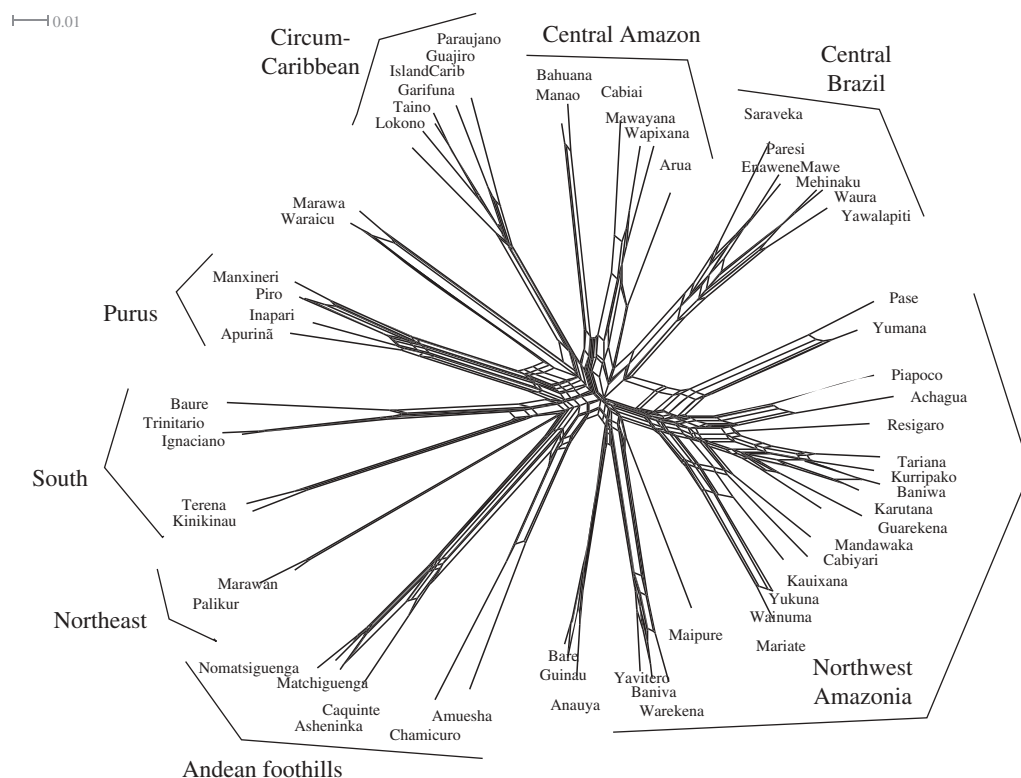 0.01
Circum-
Caribbean
Paraujano
Guajiro
IslandCarib
Garifuna
Taino
Lokono
Central Amazon
Bahuana
Manao
Cabiai
Mawayana
Wapixana
Arua
Central
Brazil
Saraveka
Paresi
EnaweneMawe
Mehinaku
Waura
Yawalapiti
Marawa
Waraicu
Purus
Manxineri
Piro
Inapari
Apurinã
Pase
Yumana
Piapoco
Achagua
Resigaro
Tariana
Kurripako
Baniwa
Karutana
Guarekena
Mandawaka
Cabiyari
Kauixana
Yukuna
Wainuma
Mariate
Northwest
Amazonia
South
Baure
Trinitario
Ignaciano
Terena
Kinikinau
Northeast
Marawan
Palikur
Nomatsiguenga
Matchiguenga
Caquinte
Asheninka
Chamicuro
Amuesha
Andean foothills
Bare
Guinau
Anauya
Yavitero
Baniva
Warekena
Maipure